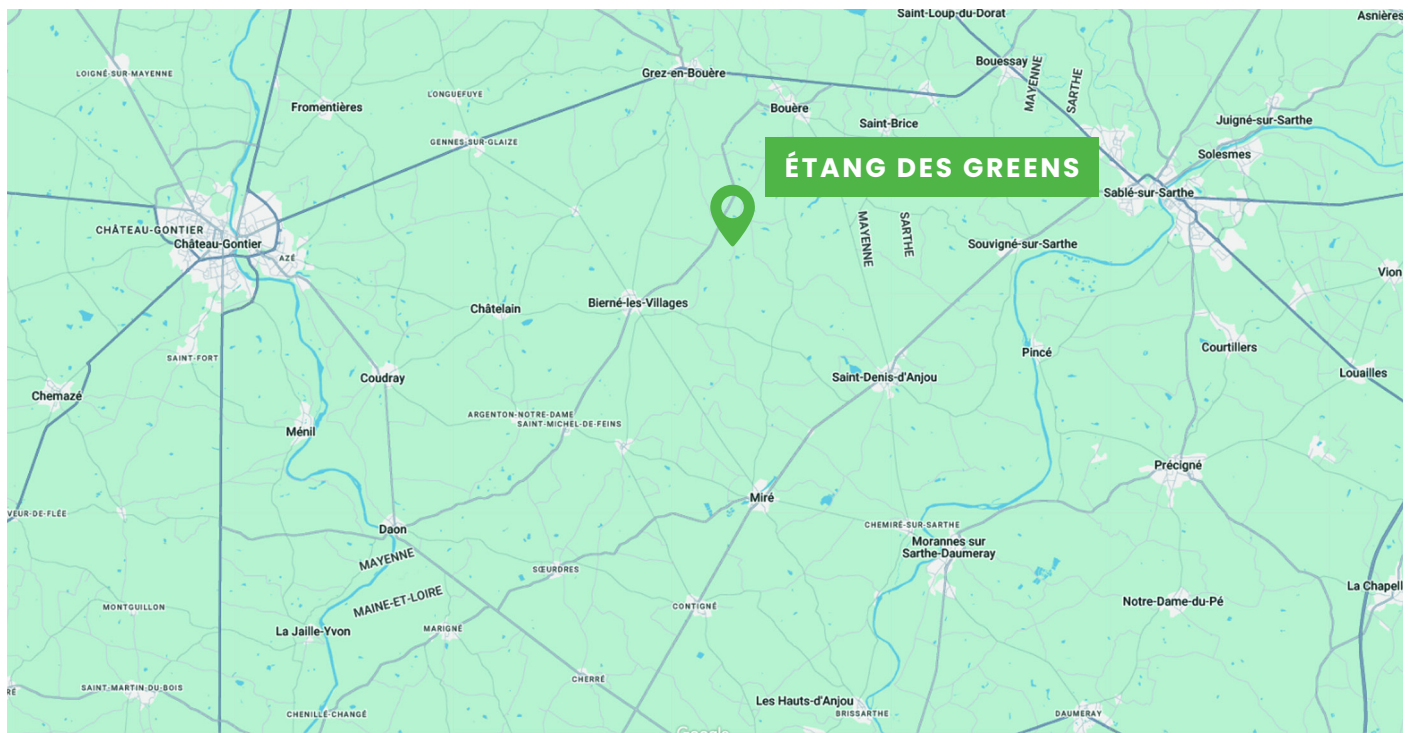 Saint-Loup-du-Dorat
Asnières
Bouessay
LOIGNÉ-SUR-MAYENNE
Grez-en-Bouère
MAYENNE
SARTHE
LONGUEFUYE
Fromentières
Bouère
Saint-Brice
Juigné-sur-Sarthe
GENNES-SUR-GLAIZE
Solesmes
ÉTANG DES GREENS
Sablé-sur-Sarthe
CHÂTEAU-GONTIER
Château-Gontier
AZÉ
MAYENNE
SARTHE
Souvigné-sur-Sarthe
Vion
Châtelain
Bierné-les-Villages
SAINT-FORT
Pincé
Courtillers
Coudray
Saint-Denis-d'Anjou
Louailles
Chemazé
Ménil
ARGENTON-NOTRE-DAME
SAINT-MICHEL-DE-FEINS
Précigné
Miré
VEUR-DE-FLÉE
Daon
CHEMIRÉ-SUR-SARTHE
Morannes sur
Sarthe-Daumeray
MAYENNE
SŒURDRES
La Chapell
MAINE-ET-LOIRE
MONTGUILLON
CONTIGNÉ
Notre-Dame-du-Pé
La Jaille-Yvon
MARIGNÉ
CHERRÉ
SAINT-MARTIN-DU-BOIS
RÉ
Les Hauts-d'Anjou
CHENILLÉ-CHANGÉ
BRISSARTHE
DAUMERAY
Google